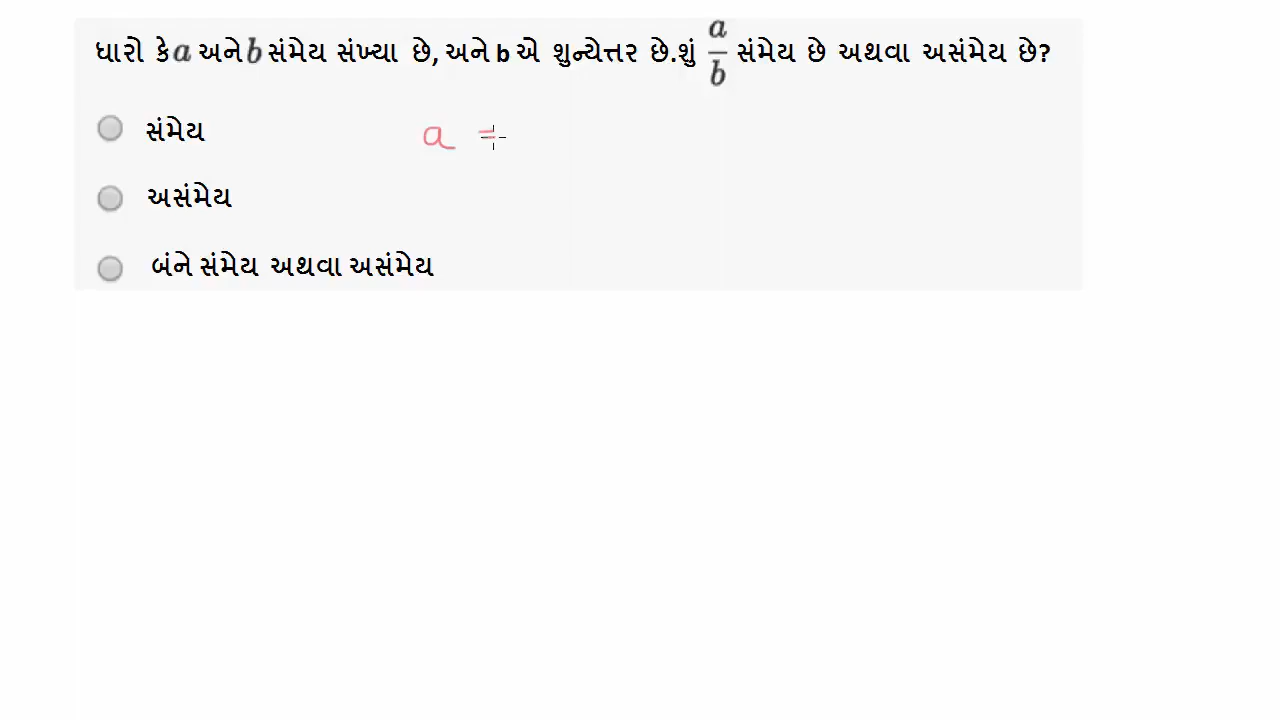 ધારો કે a અને b સંમેય સંખ્યા છે, અને b એ શુન્યેત્તર છે.શું a/b સંમેય છે અથવા અસંમેય છે?
સંમેય
a =
અસંમેય
બંને સંમેય અથવા અસંમેય